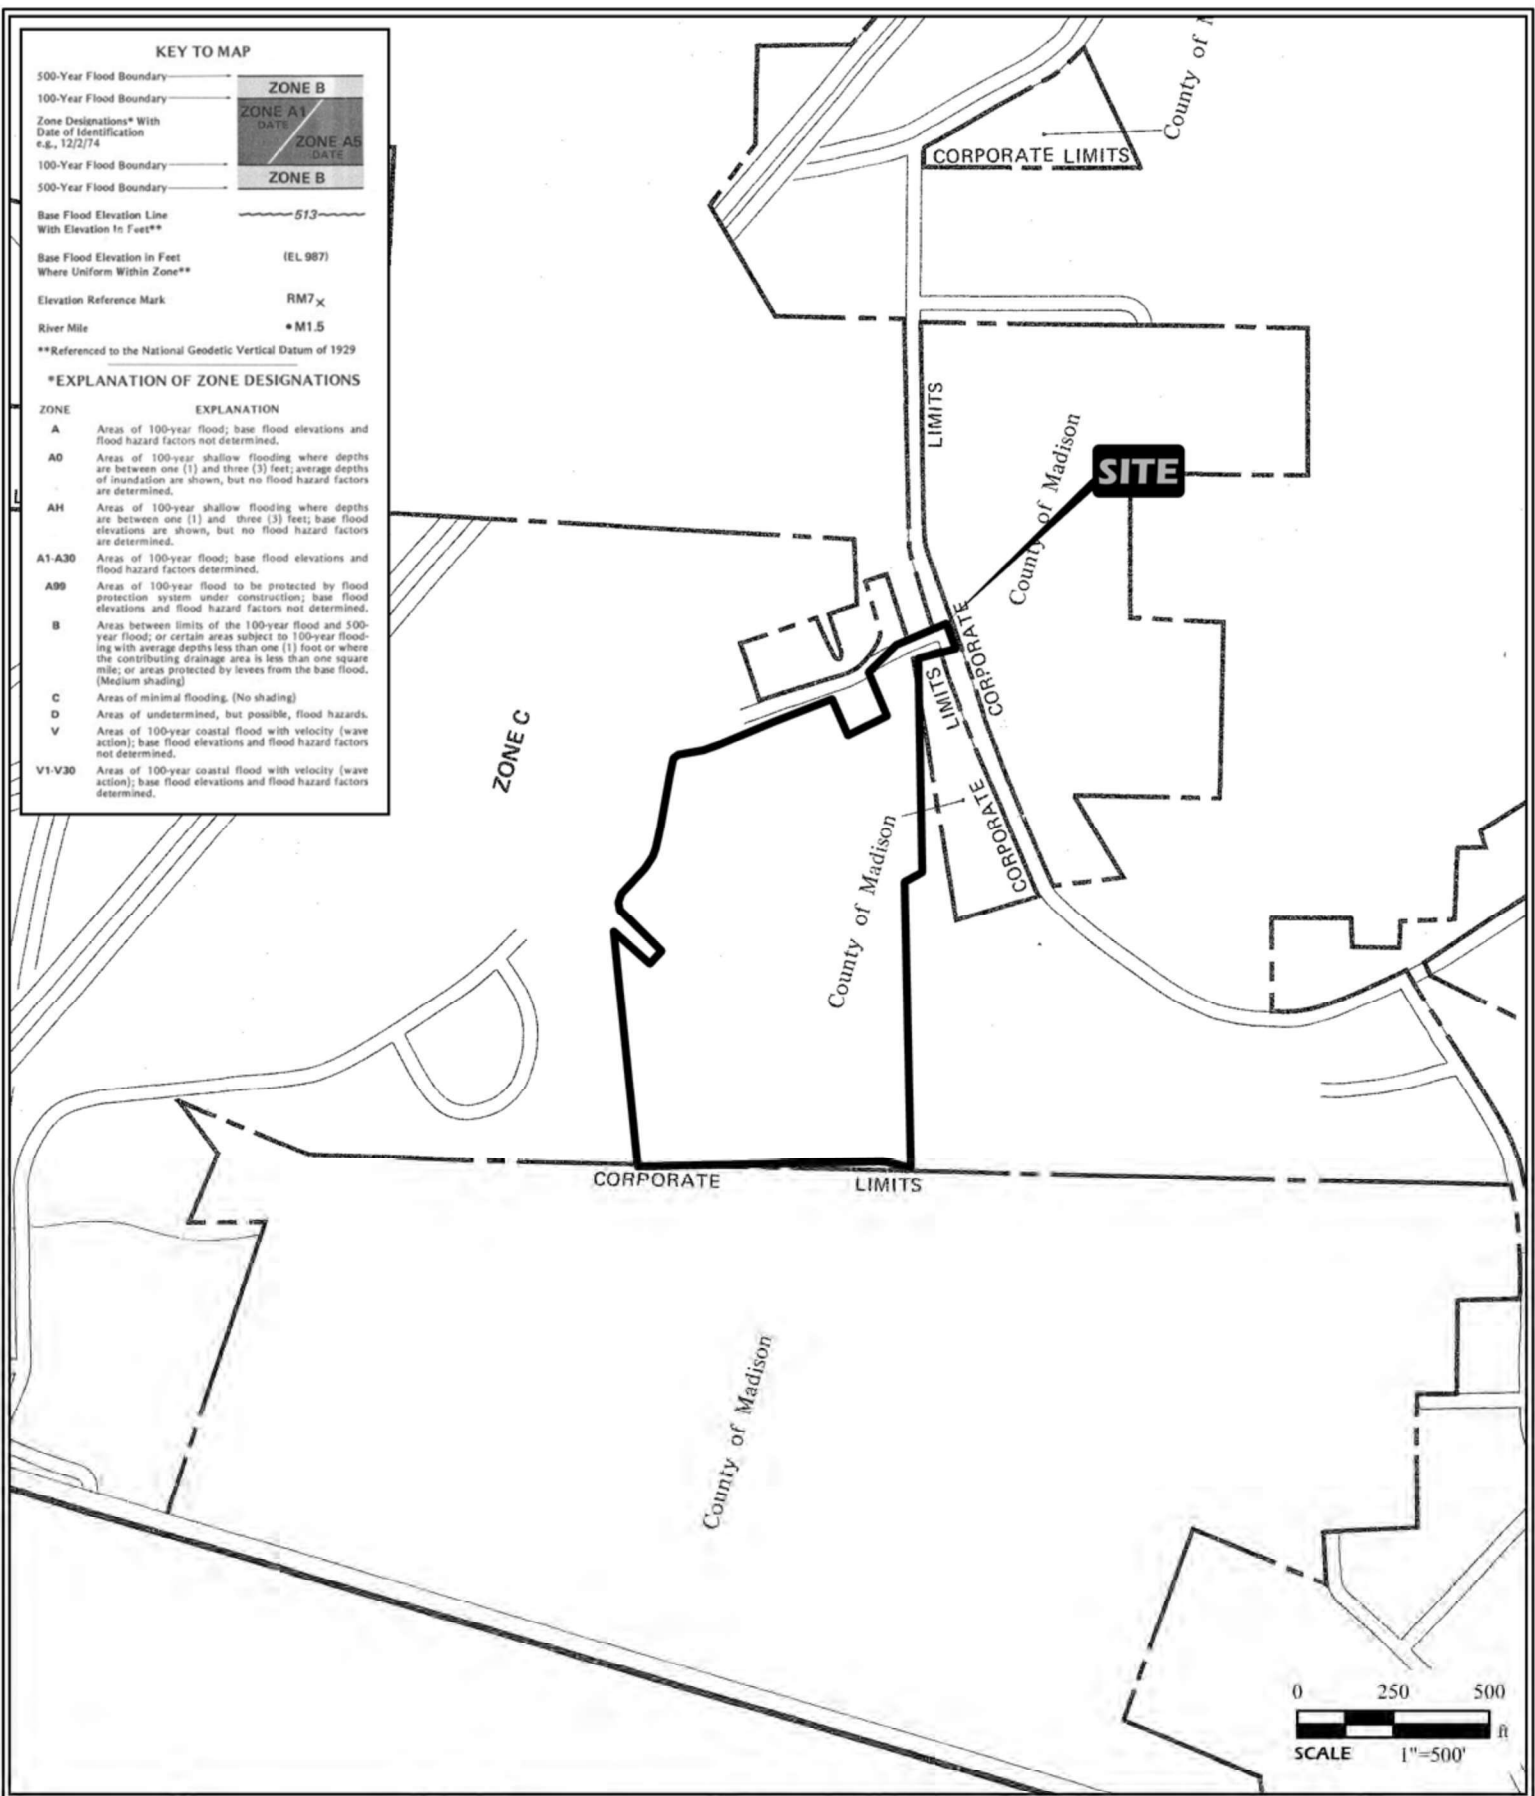 KEY TO MAP
500-Year Flood Boundary
ZONE B
100-Year Flood Boundary
ZONE A1
DATE
Zone Designations* With
Date of Identification
e.g., 12/2/74
ZONE A5
DATE
100-Year Flood Boundary
ZONE B
500-Year Flood Boundary
Base Flood Elevation Line
With Elevation In Feet**
513
Base Flood Elevation in Feet
Where Uniform Within Zone**
(EL 987)
Elevation Reference Mark
RM7×
River Mile
•M1.5
**Referenced to the National Geodetic Vertical Datum of 1929
*EXPLANATION OF ZONE DESIGNATIONS
ZONE EXPLANATION
A Areas of 100-year flood; base flood elevations and
flood hazard factors not determined.
A0 Areas of 100-year shallow flooding where depths
are between one (1) and three (3) feet; average depths
of inundation are shown, but no flood hazard factors
are determined.
AH Areas of 100-year shallow flooding where depths
are between one (1) and three (3) feet; base flood
elevations are shown, but no flood hazard factors
are determined.
A1-A30 Areas of 100-year flood; base flood elevations and
flood hazard factors determined.
A99 Areas of 100-year flood to be protected by flood
protection system under construction; base flood
elevations and flood hazard factors not determined.
B Areas between limits of the 100-year flood and 500-
year flood; or certain areas subject to 100-year flood-
ing with average depths less than one (1) foot or where
the contributing drainage area is less than one square
mile; or areas protected by levees from the base flood.
(Medium shading)
C Areas of minimal flooding. (No shading)
D Areas of undetermined, but possible, flood hazards.
V Areas of 100-year coastal flood with velocity (wave
action); base flood elevations and flood hazard factors
not determined.
V1-V30 Areas of 100-year coastal flood with velocity (wave
action); base flood elevations and flood hazard factors
determined.
County of M
CORPORATE LIMITS
LIMITS
County of Madison
SITE
CORPORATE
LIMITS
ZONE C
CORPORATE
County of Madison
CORPORATE
CORPORATE LIMITS
County of Madison
0 250 500
ft
SCALE 1"=500'